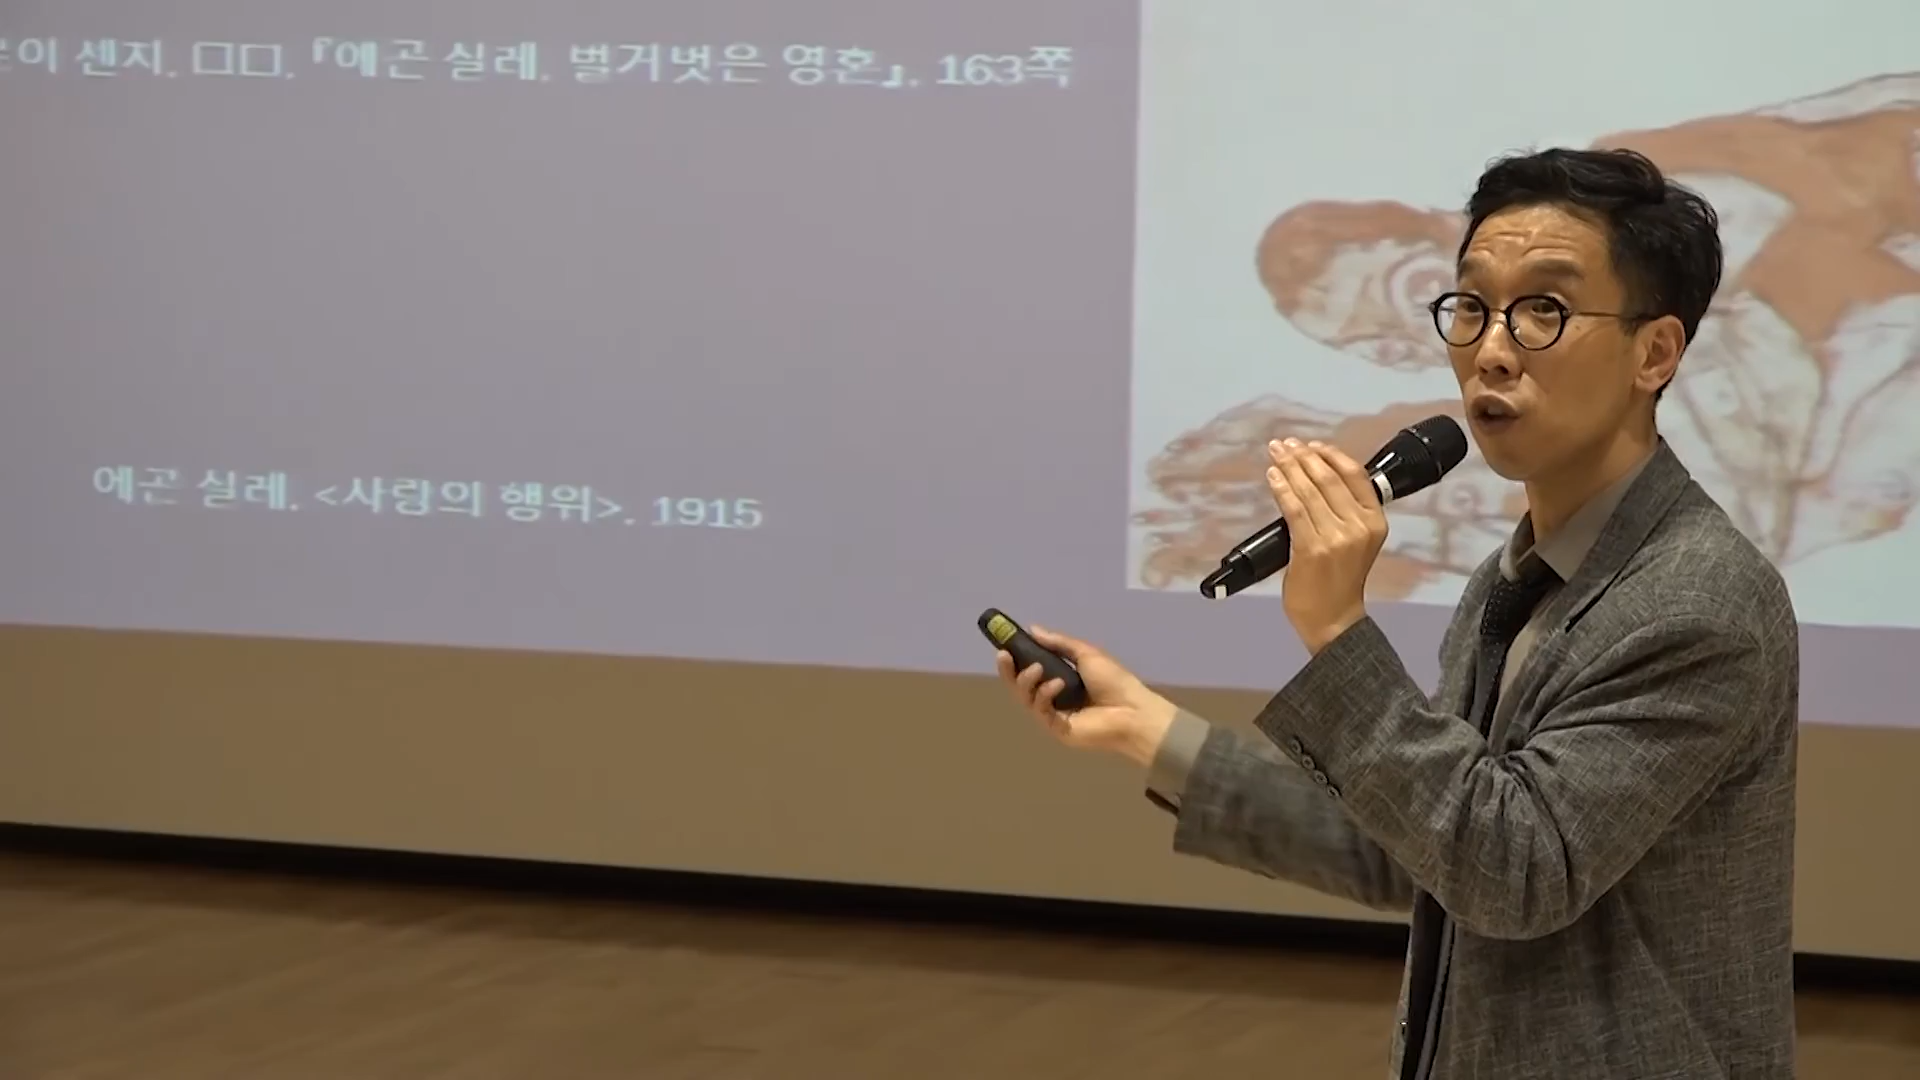 이 센지. □□. 『에곤 실레. 벌거벗은 영혼』. 163쪽
에곤 실레. <사랑의 행위>. 1915